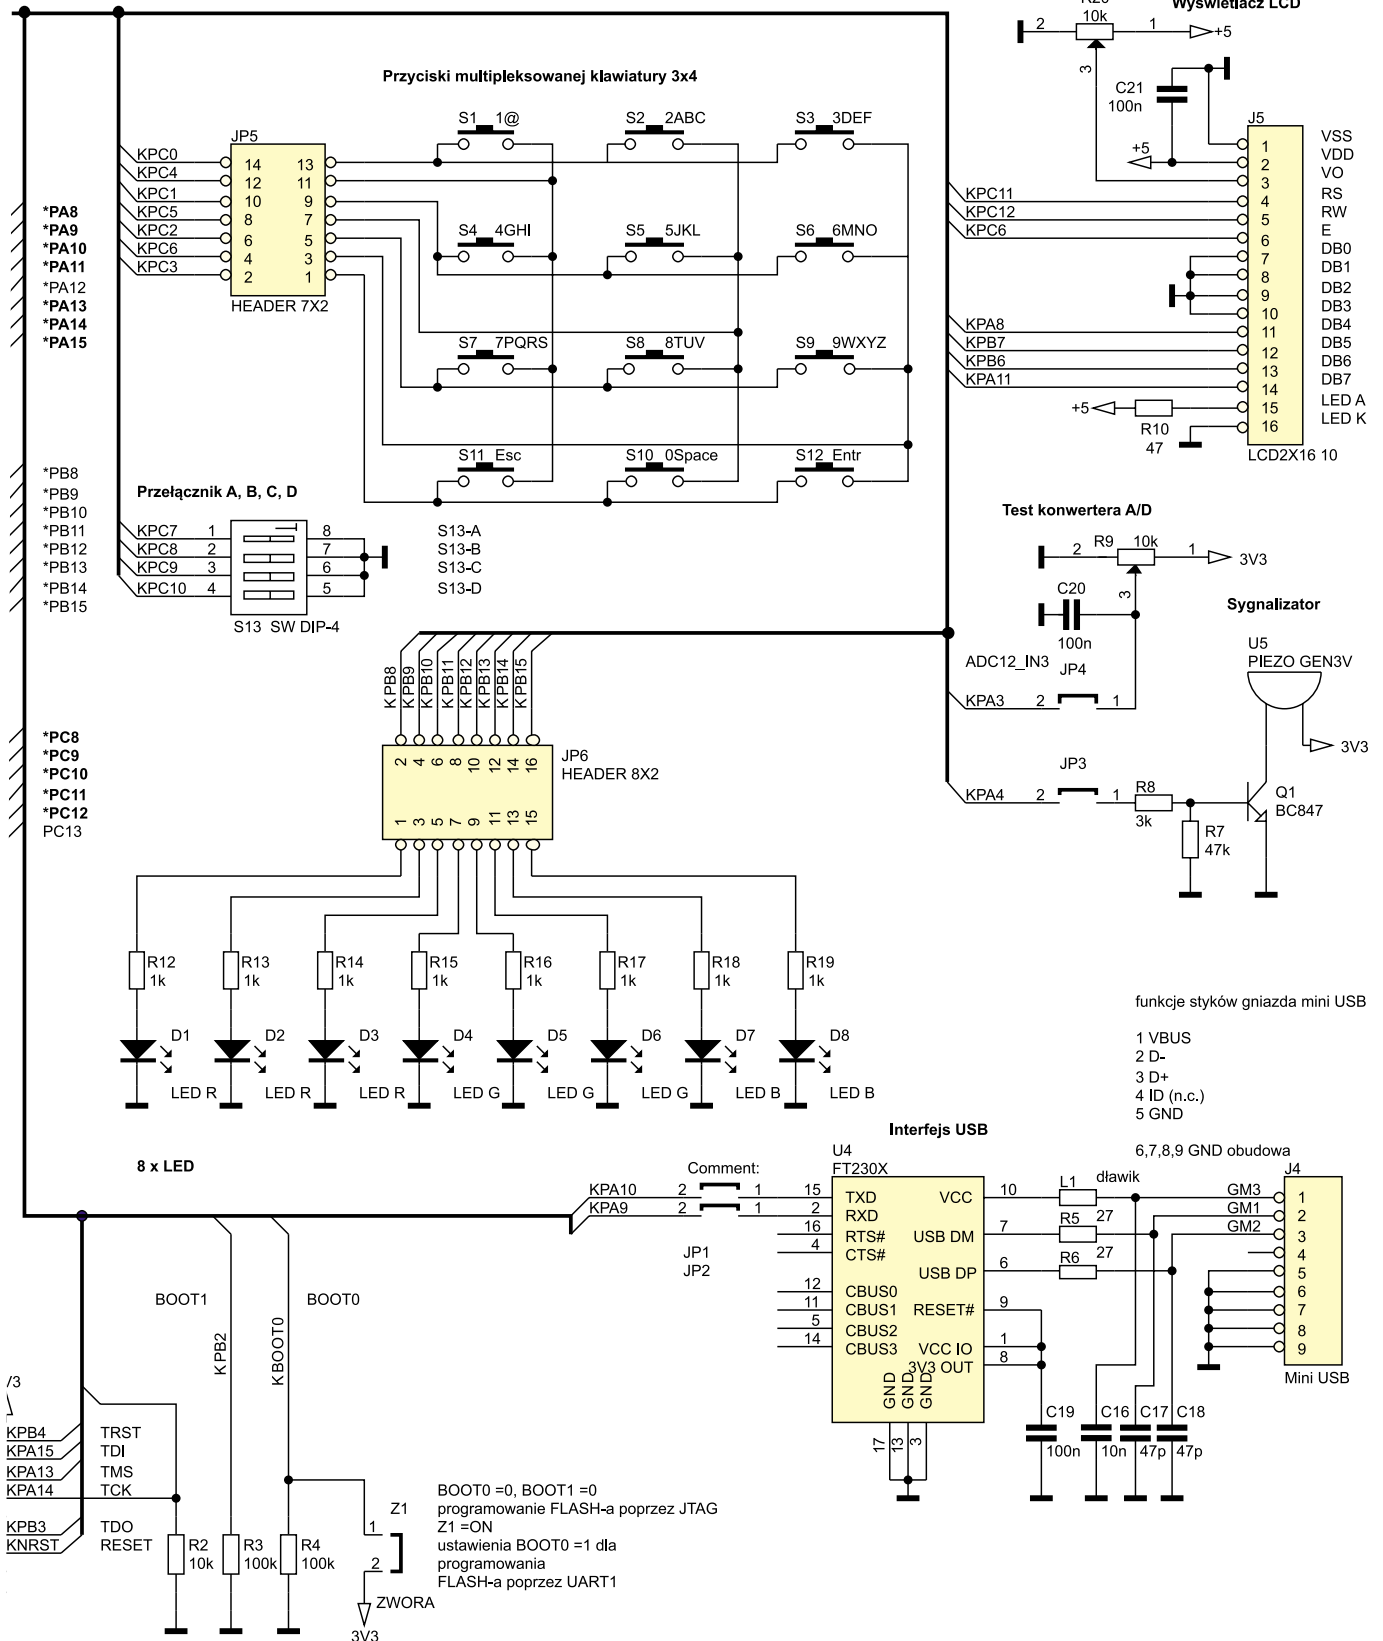 Wyświetlacz LCD
10k
2
1
+5
3
Przyciski multipleksowanej klawiatury 3x4
C21
100n
J5
VSS
VDD
VO
RS
RW
E
DB0
DB1
DB2
DB3
DB4
DB5
DB6
DB7
LED A
LED K
1
2
3
4
5
6
7
8
9
10
11
12
13
14
15
16
LCD2X16 10
+5
KPC11
KPC12
KPC6
KPA8
KPB7
KPB6
KPA11
+5
R10
47
S1 1@
S2 2ABC
S3 3DEF
S4 4GHI
S5 5JKL
S6 6MNO
S7 7PQRS
S8 8TUV
S9 9WXYZ
S11 Esc
S10 0Space
S12 Entr
JP5
KPC0 14 13
KPC4 12 11
KPC1 10 9
KPC5 8 7
KPC2 6 5
KPC6 4 3
KPC3 2 1
HEADER 7X2
*PA8
*PA9
*PA10
*PA11
*PA12
*PA13
*PA14
*PA15
*PB8
*PB9
*PB10
*PB11
*PB12
*PB13
*PB14
*PB15
*PC8
*PC9
*PC10
*PC11
*PC12
PC13
Przełącznik A, B, C, D
KPC7 1 8 S13-A
KPC8 2 7 S13-B
KPC9 3 6 S13-C
KPC10 4 5 S13-D
S13 SW DIP-4
Test konwertera A/D
2 R9 10k 1 3V3
3
C20
100n
ADC12_IN3
JP4
KPA3 2 1
Sygnalizator
U5
PIEZO GEN3V
3V3
JP3
KPA4 2 1
R8
3k
R7
47k
Q1
BC847
KPB8
KPB9
KPB10
KPB11
KPB12
KPB13
KPB14
KPB15
2 4 6 8 10 12 14 16
1 3 5 7 9 11 13 15
JP6
HEADER 8X2
R12 R13 R14 R15 R16 R17 R18 R19
1k 1k 1k 1k 1k 1k 1k 1k
D1 D2 D3 D4 D5 D6 D7 D8
LED R LED R LED R LED G LED G LED G LED B LED B
8 x LED
funkcje styków gniazda mini USB
1 VBUS
2 D-
3 D+
4 ID (n.c.)
5 GND
6,7,8,9 GND obudowa
Interfejs USB
U4
FT230X
Comment:
KPA10 2 1 15 TXD
KPA9 2 1 2 RXD
16 RTS#
4 CTS#
12 CBUS0
11 CBUS1
5 CBUS2
14 CBUS3
JP1
JP2
VCC 10
USB DM 7
USB DP 6
RESET# 9
VCC IO 1
3V3 OUT 8
GND GND GND
17 13 3
L1 dławik
R5 27
R6 27
GM3
GM1
GM2
J4
1
2
3
4
5
6
7
8
9
Mini USB
C19
100n
C16
10n
C17
47p
C18
47p
BOOT1
BOOT0
KPB2
KBOOT0
/3
KPB4 TRST
KPA15 TDI
KPA13 TMS
KPA14 TCK
KPB3 TDO
KNRST RESET
R2
10k
R3
100k
R4
100k
Z1
1
2
ZWORA
3V3
BOOT0 =0, BOOT1 =0
programowanie FLASH-a poprzez JTAG
Z1 =ON
ustawienia BOOT0 =1 dla
programowania
FLASH-a poprzez UART1